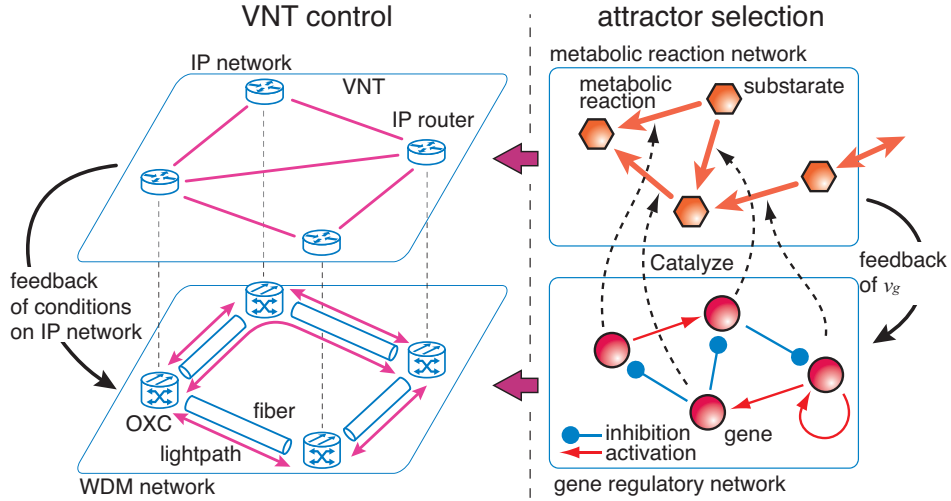 VNT control
IP network
VNT
IP router
feedback
of conditions
on IP network
OXC
fiber
lightpath
WDM network
attractor selection
metabolic reaction network
metabolic
reaction
substarate
Catalyze
feedback
of vg
gene
inhibition
activation
gene regulatory network